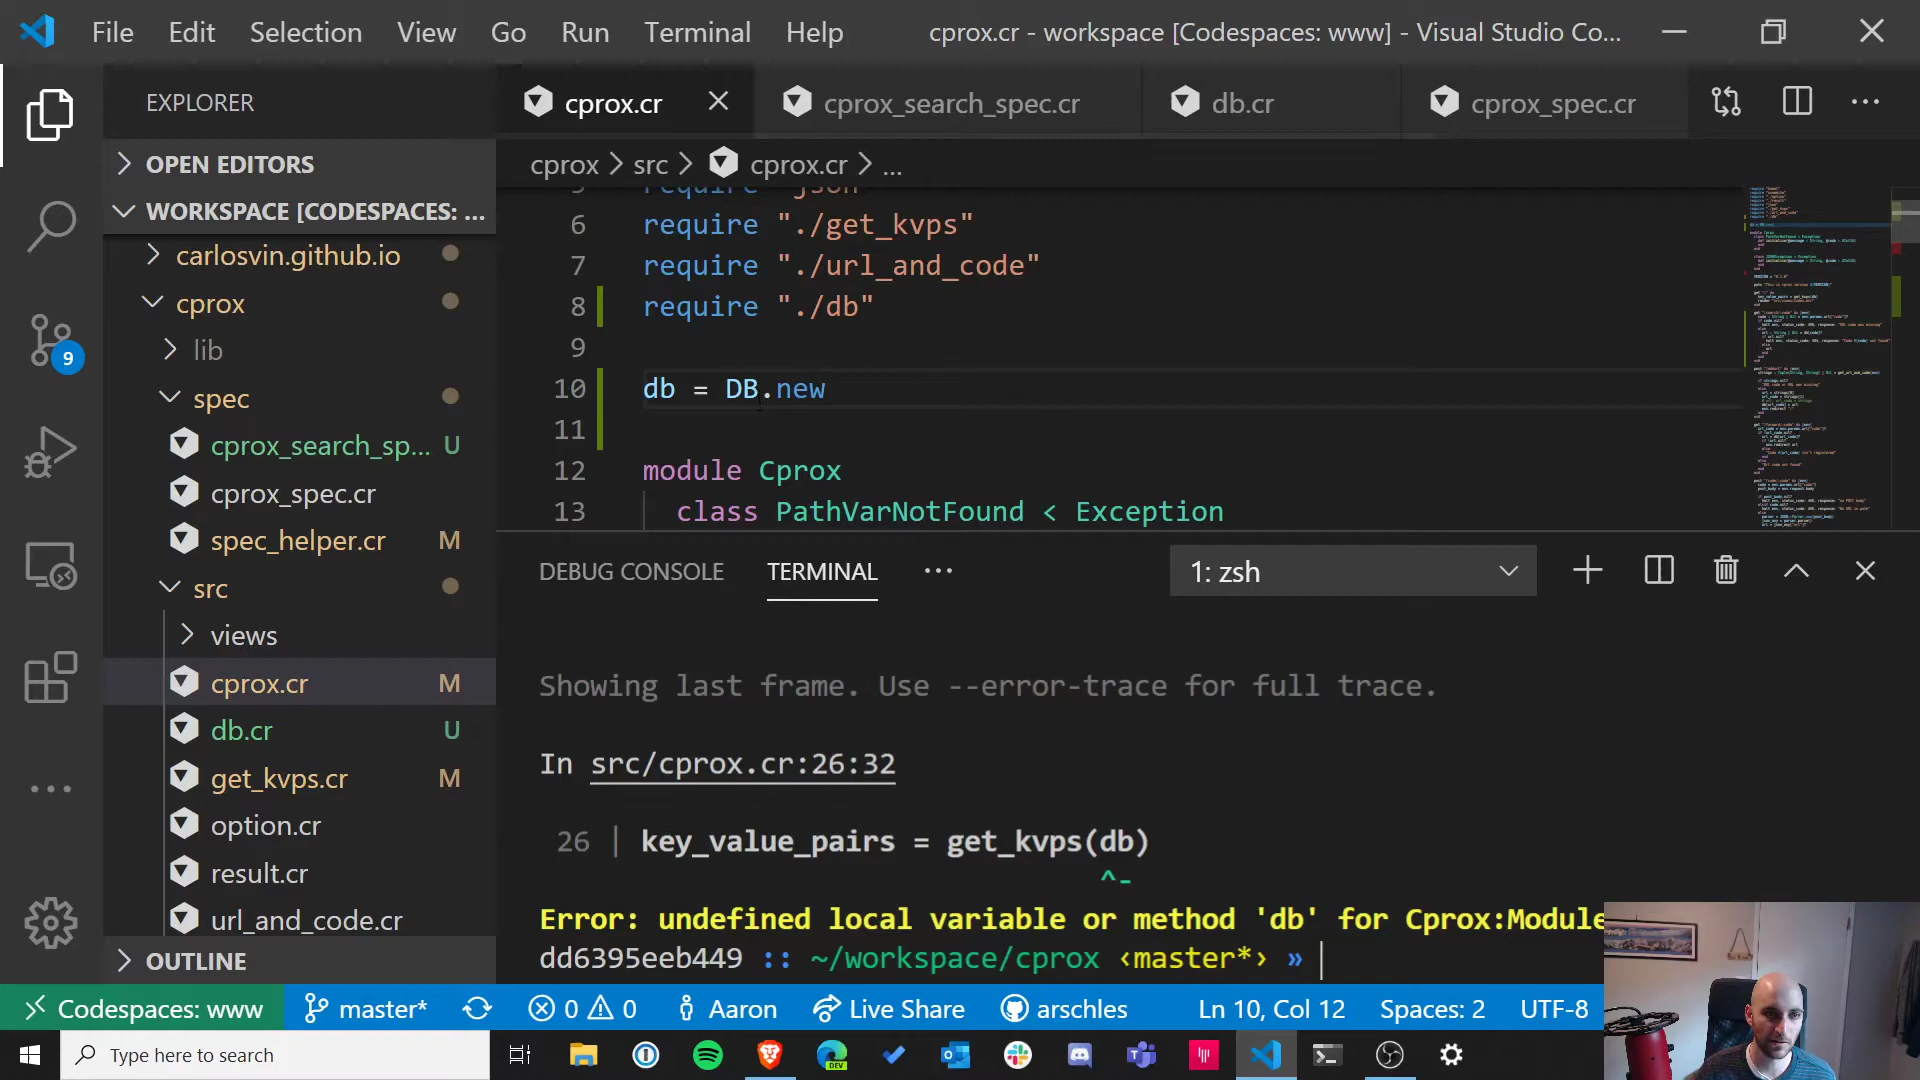 File Edit Selection View Go Run Terminal Help cprox.cr - workspace [Codespaces: www] - Visual Studio Co...
EXPLORER
cprox.cr
cprox_search_spec.cr
db.cr
cprox_spec.cr
OPEN EDITORS
WORKSPACE [CODESPACES: ...
carlosvin.github.io
cprox
lib
spec
cprox_search_sp... U
cprox_spec.cr
spec_helper.cr M
src
views
cprox.cr M
db.cr U
get_kvps.cr M
option.cr
result.cr
url_and_code.cr
OUTLINE
9
cprox > src > cprox.cr > ...
require "json"
6 require "./get_kvps"
7 require "./url_and_code"
8 require "./db"
9
10 db = DB.new
11
12 module Cprox
13 class PathVarNotFound < Exception
DEBUG CONSOLE TERMINAL ... 1: zsh
Showing last frame. Use --error-trace for full trace.
In src/cprox.cr:26:32
26 | key_value_pairs = get_kvps(db)
^-
Error: undefined local variable or method 'db' for Cprox:Module
dd6395eeb449 :: ~/workspace/cprox ‹master*› »
Codespaces: www master* 0 0 Aaron Live Share arschles Ln 10, Col 12 Spaces: 2 UTF-8
Type here to search
DEV